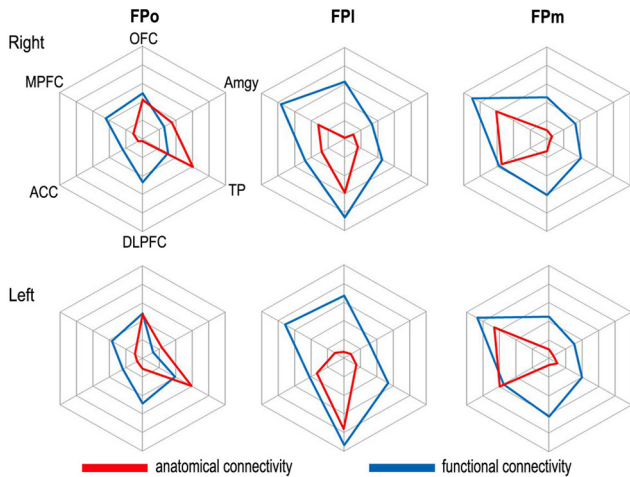 FPo FPl FPm
Right OFC
MPFC Amgy
ACC TP
DLPFC
Left
anatomical connectivity functional connectivity